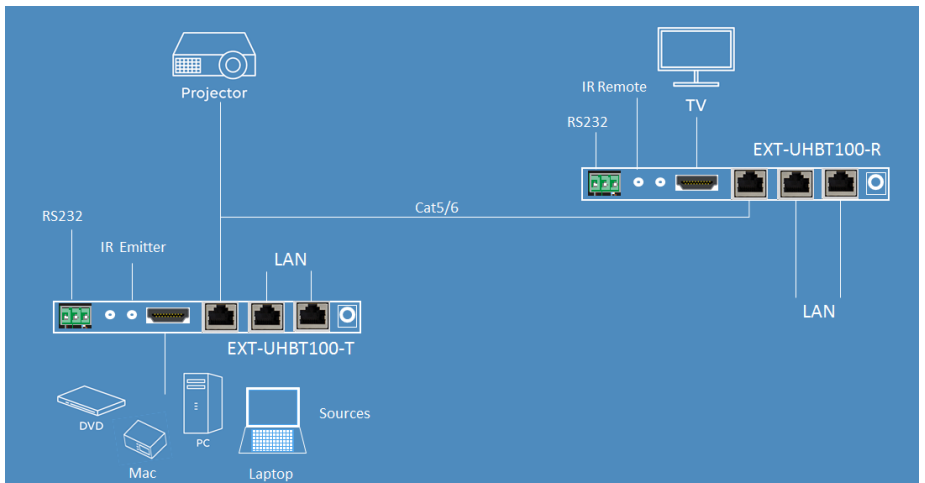 Projector
IR Remote
TV
RS232
EXT-UHBT100-R
Cat5/6
RS232
IR Emitter
LAN
LAN
EXT-UHBT100-T
DVD
PC
Sources
Mac
Laptop